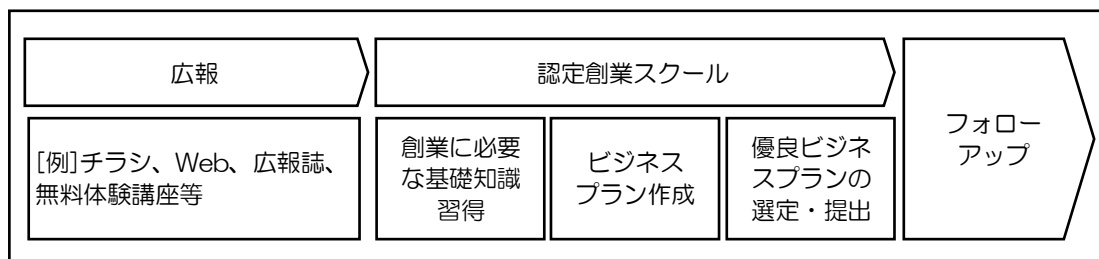 広報
認定創業スクール
フォロー
アップ
[例]チラシ、Web、広報誌、
無料体験講座等
創業に必要
な基礎知識
習得
ビジネス
プラン作成
優良ビジネ
スプランの
選定・提出